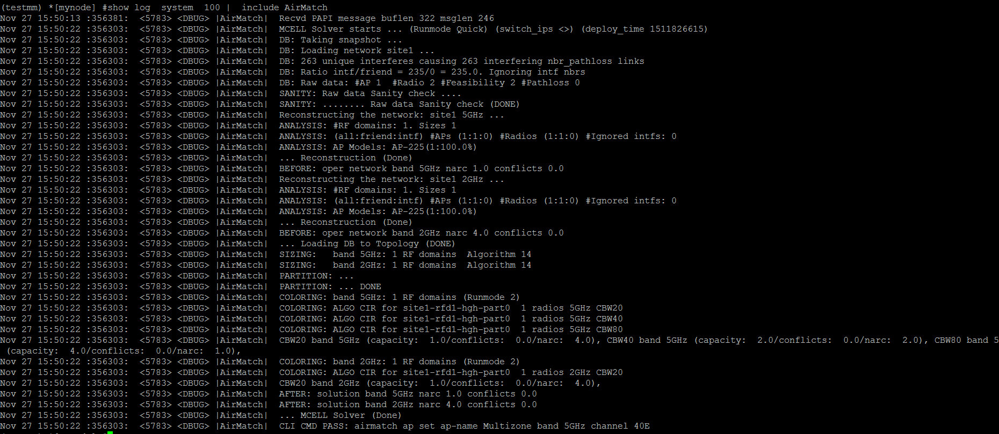 (testmm) *[mynode] #show log  system  100 |  include AirMatch
Nov 27 15:50:13 :356381:  <5783> <DBUG> |AirMatch|  Recvd PAPI message buflen 322 msglen 246
Nov 27 15:50:22 :356303:  <5783> <DBUG> |AirMatch|  MCELL Solver starts ... (Runmode Quick) (switch_ips <>) (deploy_time 1511826615)
Nov 27 15:50:22 :356303:  <5783> <DBUG> |AirMatch|  DB: Taking snapshot ...
Nov 27 15:50:22 :356303:  <5783> <DBUG> |AirMatch|  DB: Loading network site1 ...
Nov 27 15:50:22 :356303:  <5783> <DBUG> |AirMatch|  DB: 263 unique interferes causing 263 interfering nbr_pathloss links
Nov 27 15:50:22 :356303:  <5783> <DBUG> |AirMatch|  DB: Ratio intf/friend = 235/0 = 235.0. Ignoring intf nbrs
Nov 27 15:50:22 :356303:  <5783> <DBUG> |AirMatch|  DB: Raw data: #AP 1  #Radio 2 #Feasibility 2 #Pathloss 0
Nov 27 15:50:22 :356303:  <5783> <DBUG> |AirMatch|  SANITY: Raw data Sanity check ....
Nov 27 15:50:22 :356303:  <5783> <DBUG> |AirMatch|  SANITY: ........ Raw data Sanity check (DONE)
Nov 27 15:50:22 :356303:  <5783> <DBUG> |AirMatch|  Reconstructing the network: site1 5GHz ...
Nov 27 15:50:22 :356303:  <5783> <DBUG> |AirMatch|  ANALYSIS: #RF domains: 1. Sizes 1
Nov 27 15:50:22 :356303:  <5783> <DBUG> |AirMatch|  ANALYSIS: (all:friend:intf) #APs (1:1:0) #Radios (1:1:0) #Ignored intfs: 0
Nov 27 15:50:22 :356303:  <5783> <DBUG> |AirMatch|  ANALYSIS: AP Models: AP-225(1:100.0%)
Nov 27 15:50:22 :356303:  <5783> <DBUG> |AirMatch|  ... Reconstruction (Done)
Nov 27 15:50:22 :356303:  <5783> <DBUG> |AirMatch|  BEFORE: oper network band 5GHz narc 1.0 conflicts 0.0
Nov 27 15:50:22 :356303:  <5783> <DBUG> |AirMatch|  Reconstructing the network: site1 2GHz ...
Nov 27 15:50:22 :356303:  <5783> <DBUG> |AirMatch|  ANALYSIS: #RF domains: 1. Sizes 1
Nov 27 15:50:22 :356303:  <5783> <DBUG> |AirMatch|  ANALYSIS: (all:friend:intf) #APs (1:1:0) #Radios (1:1:0) #Ignored intfs: 0
Nov 27 15:50:22 :356303:  <5783> <DBUG> |AirMatch|  ANALYSIS: AP Models: AP-225(1:100.0%)
Nov 27 15:50:22 :356303:  <5783> <DBUG> |AirMatch|  ... Reconstruction (Done)
Nov 27 15:50:22 :356303:  <5783> <DBUG> |AirMatch|  BEFORE: oper network band 2GHz narc 4.0 conflicts 0.0
Nov 27 15:50:22 :356303:  <5783> <DBUG> |AirMatch|  ... Loading DB to Topology (DONE)
Nov 27 15:50:22 :356303:  <5783> <DBUG> |AirMatch|  SIZING:   band 5GHz: 1 RF domains  Algorithm 14
Nov 27 15:50:22 :356303:  <5783> <DBUG> |AirMatch|  SIZING:   band 2GHz: 1 RF domains  Algorithm 14
Nov 27 15:50:22 :356303:  <5783> <DBUG> |AirMatch|  PARTITION: ...
Nov 27 15:50:22 :356303:  <5783> <DBUG> |AirMatch|  PARTITION: ... DONE
Nov 27 15:50:22 :356303:  <5783> <DBUG> |AirMatch|  COLORING: band 5GHz: 1 RF domains (Runmode 2)
Nov 27 15:50:22 :356303:  <5783> <DBUG> |AirMatch|  COLORING: ALGO CIR for site1-rfd1-hgh-part0  1 radios 5GHz CBW20
Nov 27 15:50:22 :356303:  <5783> <DBUG> |AirMatch|  COLORING: ALGO CIR for site1-rfd1-hgh-part0  1 radios 5GHz CBW40
Nov 27 15:50:22 :356303:  <5783> <DBUG> |AirMatch|  COLORING: ALGO CIR for site1-rfd1-hgh-part0  1 radios 5GHz CBW80
Nov 27 15:50:22 :356303:  <5783> <DBUG> |AirMatch|  CBW20 band 5GHz (capacity:  1.0/conflicts:  0.0/narc:  4.0), CBW40 band 5GHz (capacity:  2.0/conflicts:  0.0/narc:  2.0), CBW80 band 5
(capacity:  4.0/conflicts:  0.0/narc:  1.0),
Nov 27 15:50:22 :356303:  <5783> <DBUG> |AirMatch|  COLORING: band 2GHz: 1 RF domains (Runmode 2)
Nov 27 15:50:22 :356303:  <5783> <DBUG> |AirMatch|  COLORING: ALGO CIR for site1-rfd1-hgh-part0  1 radios 2GHz CBW20
Nov 27 15:50:22 :356303:  <5783> <DBUG> |AirMatch|  CBW20 band 2GHz (capacity:  1.0/conflicts:  0.0/narc:  4.0),
Nov 27 15:50:22 :356303:  <5783> <DBUG> |AirMatch|  AFTER: solution band 5GHz narc 1.0 conflicts 0.0
Nov 27 15:50:22 :356303:  <5783> <DBUG> |AirMatch|  AFTER: solution band 2GHz narc 4.0 conflicts 0.0
Nov 27 15:50:22 :356303:  <5783> <DBUG> |AirMatch|  ... MCELL Solver (Done)
Nov 27 15:50:22 :356303:  <5783> <DBUG> |AirMatch|  CLI CMD PASS: airmatch ap set ap-name Multizone band 5GHz channel 40E